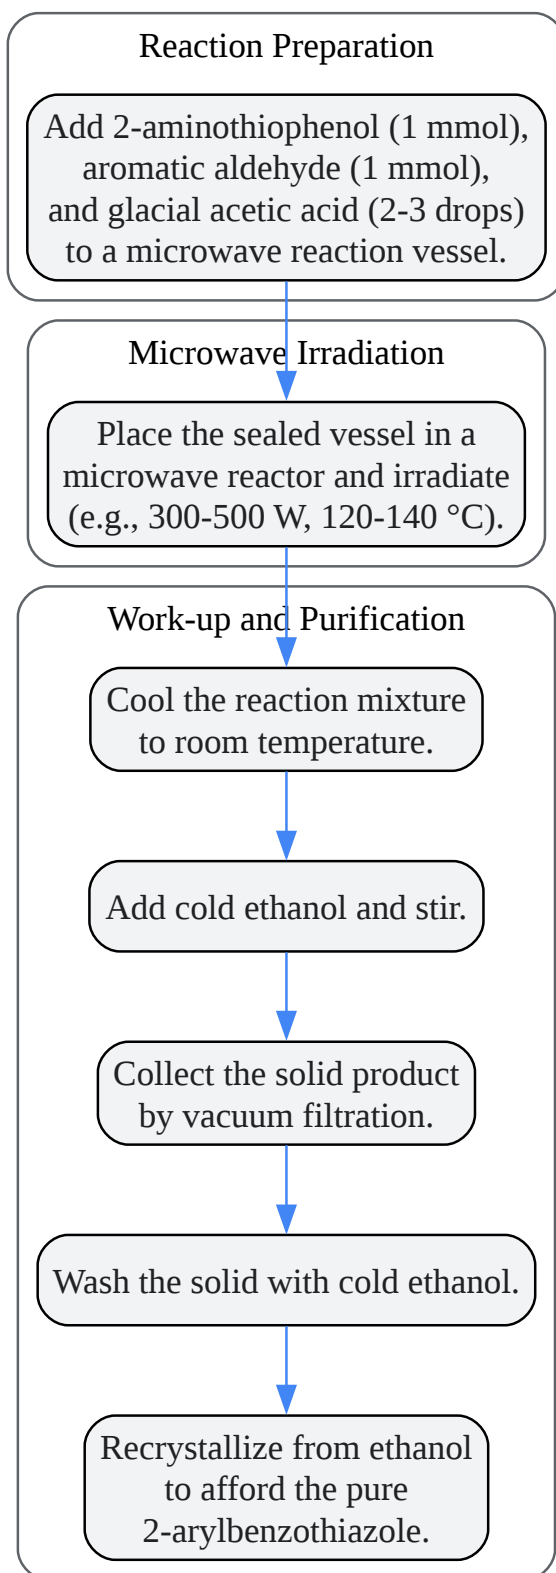 Reaction Preparation
Add 2-aminothiophenol (1 mmol),
aromatic aldehyde (1 mmol),
and glacial acetic acid (2-3 drops)
to a microwave reaction vessel.
Microwave Irradiation
Place the sealed vessel in a
microwave reactor and irradiate
(e.g., 300-500 W, 120-140 °C).
Work-up and Purification
Cool the reaction mixture
to room temperature.
Add cold ethanol and stir.
Collect the solid product
by vacuum filtration.
Wash the solid with cold ethanol.
Recrystallize from ethanol
to afford the pure
2-arylbenzothiazole.